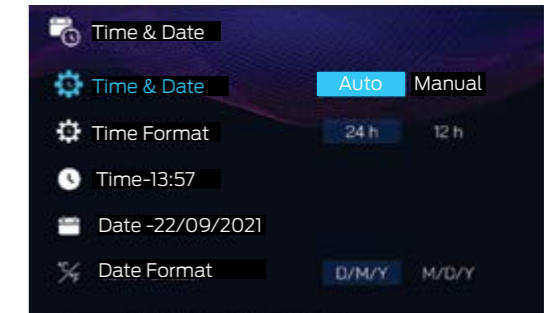 Time & Date
Time & Date Auto Manual
Time Format 24 h 12 h
Time-13:57
Date -22/09/2021
Date Format D/M/Y M/D/Y